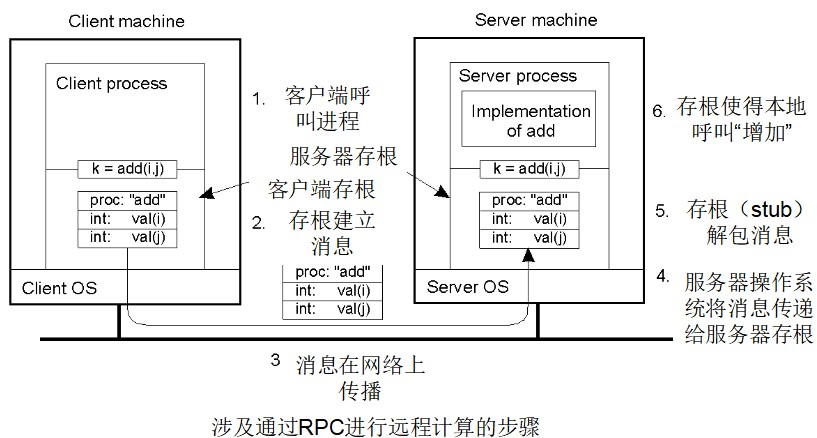 Client machine
Server machine
Client process
1. 客户端呼
叫进程
服务器存根
客户端存根
2. 存根建立
消息
k = add(i,j)
proc: "add"
int: val(i)
int: val(j)
Client OS
proc: "add"
int: val(i)
int: val(j)
3 消息在网络上
传播
Server process
Implementation
of add
k = add(i,j)
proc: "add"
int: val(i)
int: val(j)
Server OS
6. 存根使得本地
呼叫“增加”
5. 存根（stub）
解包消息
4. 服务器操作系
统将消息传递
给服务器存根
涉及通过RPC进行远程计算的步骤